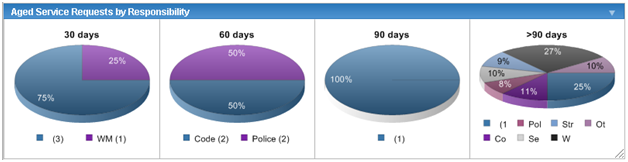 Aged Service Requests by Responsibility
30 days
25%
75%
(3) WM (1)
60 days
50%
50%
Code (2) Police (2)
90 days
100%
(1)
>90 days
27%
9%
10%
10%
8%
11%
25%
(1 Pol Str Ot
Co Se W